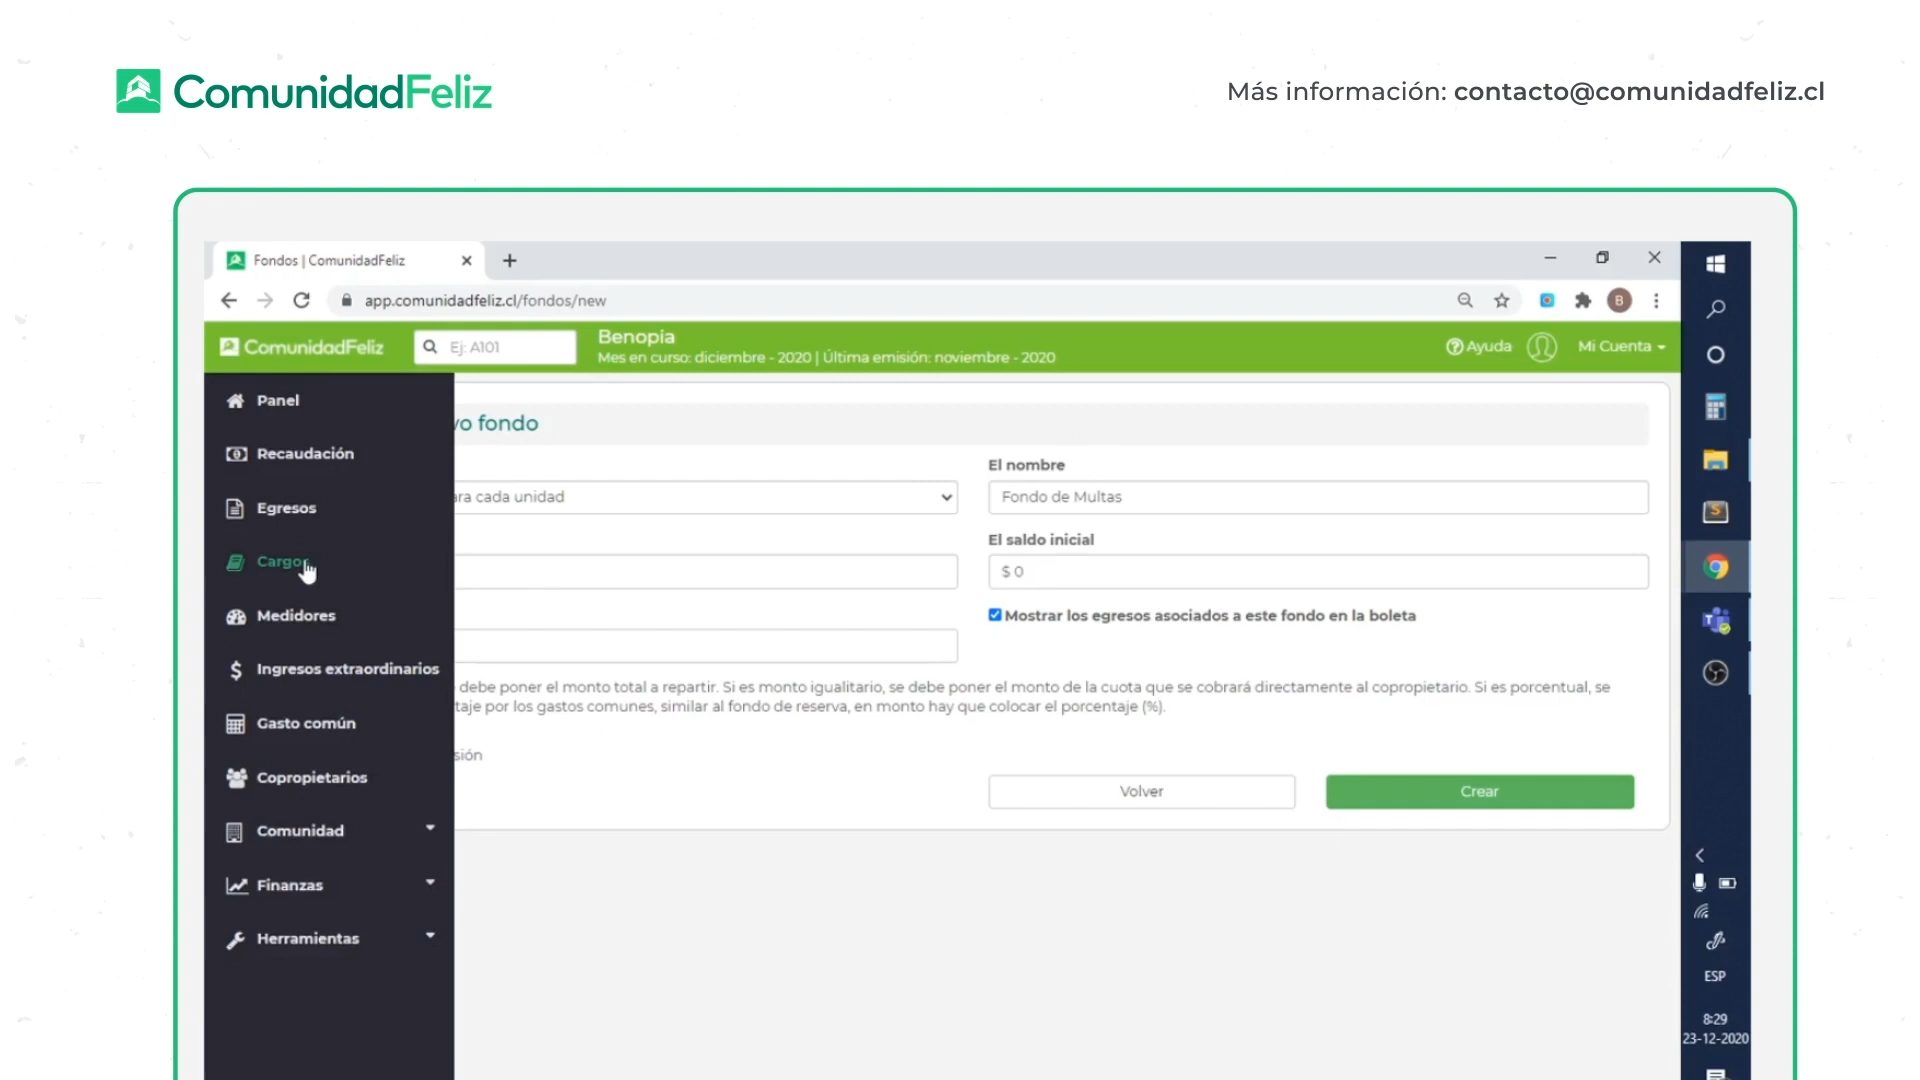 ComunidadFeliz
Más información: contacto@comunidadfeliz.cl
Fondos | ComunidadFeliz
app.comunidadfeliz.cl/fondos/new
B
ComunidadFeliz
Ej: A101
Benopia
Mes en curso: diciembre - 2020 | Última emisión: noviembre - 2020
Ayuda
Mi Cuenta
Panel
Recaudación
Egresos
Cargos
Medidores
Ingresos extraordinarios
Gasto común
Copropietarios
Comunidad
Finanzas
Herramientas
vo fondo
ara cada unidad
El nombre
Fondo de Multas
El saldo inicial
$ 0
Mostrar los egresos asociados a este fondo en la boleta
debe poner el monto total a repartir. Si es monto igualitario, se debe poner el monto de la cuota que se cobrará directamente al copropietario. Si es porcentual, se
taje por los gastos comunes, similar al fondo de reserva, en monto hay que colocar el porcentaje (%).
sión
Volver
Crear
ESP
8:29
23-12-2020